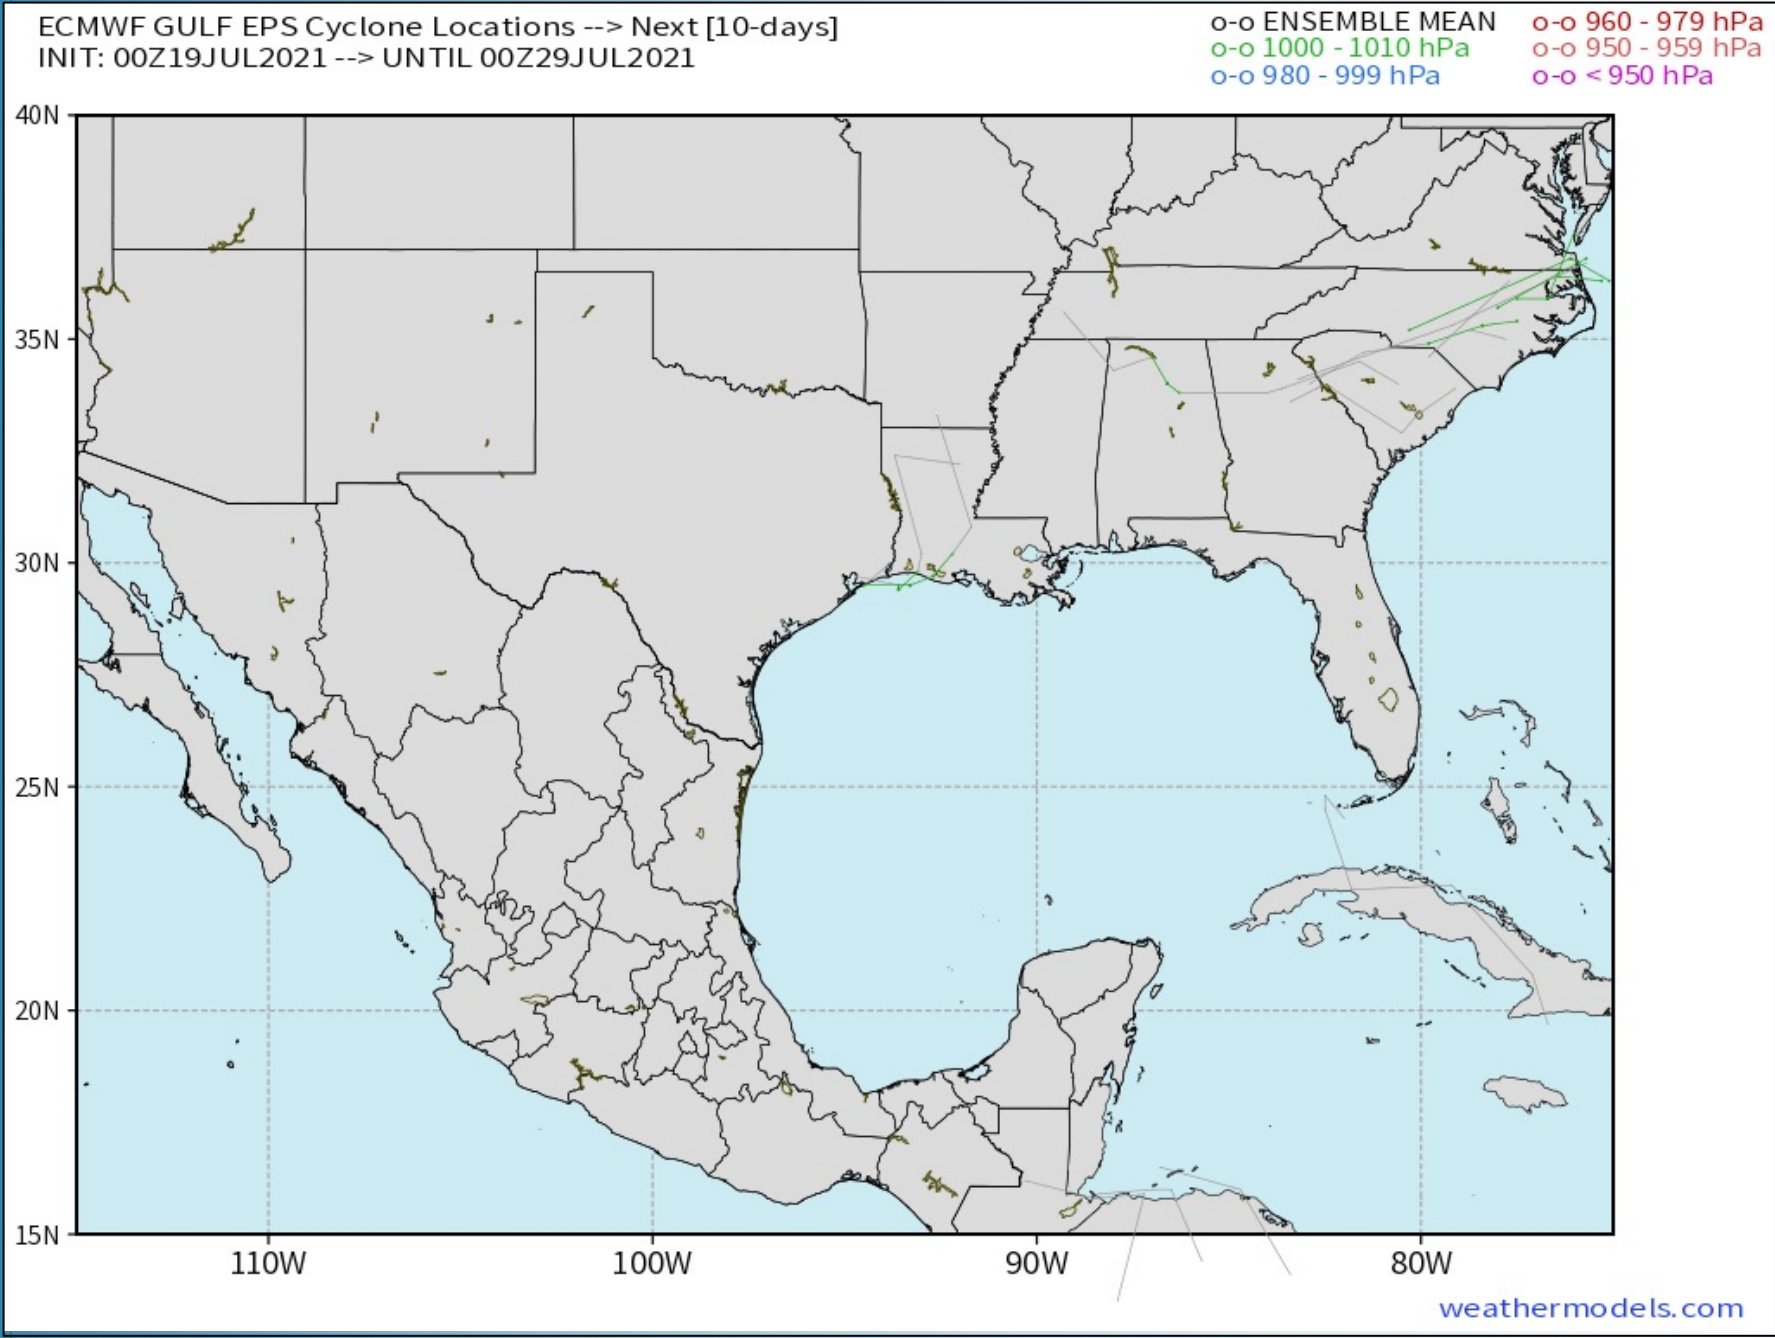 ECMWF GULF EPS Cyclone Locations --> Next [10-days]
INIT: 00Z19JUL2021 --> UNTIL 00Z29JUL2021
o-o ENSEMBLE MEAN
o-o 1000 - 1010 hPa
o-o 980 - 999 hPa
o-o 960 - 979 hPa
o-o 950 - 959 hPa
o-o < 950 hPa
40N
35N
30N
25N
20N
15N
110W
100W
90W
80W
weathermodels.com